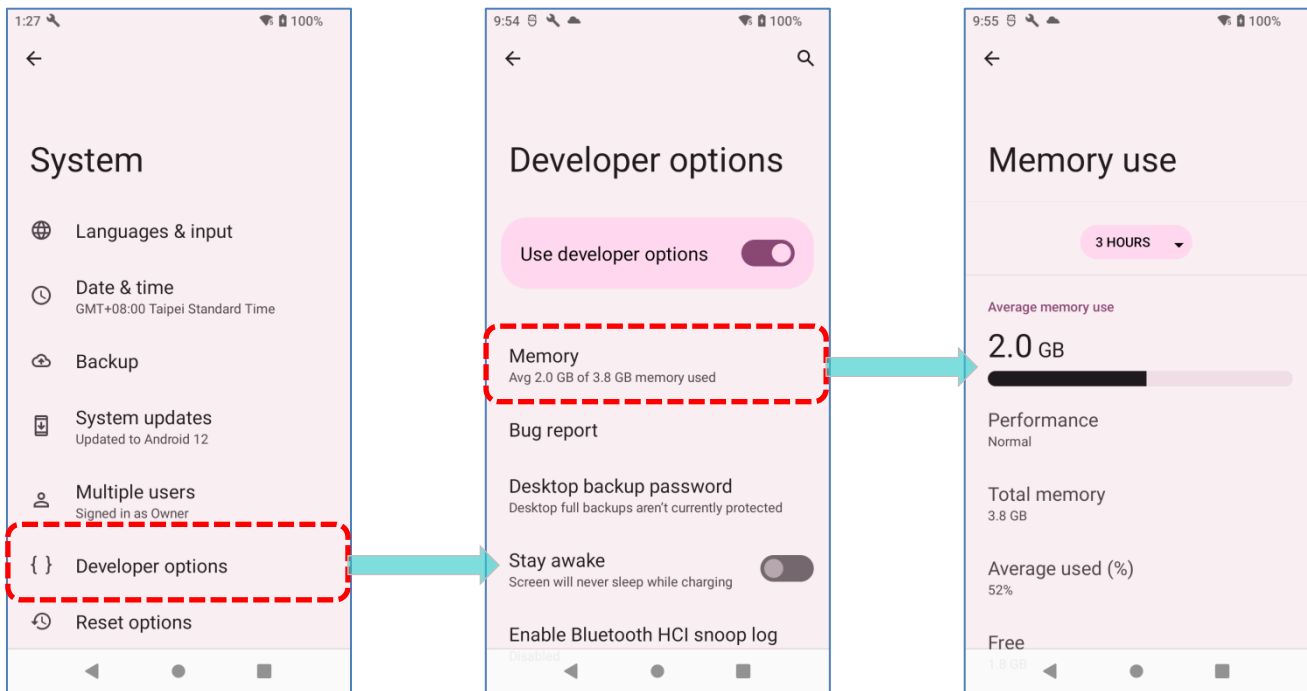 1:27
100%
System
Languages & input
Date & time
GMT+08:00 Taipei Standard Time
Backup
System updates
Updated to Android 12
Multiple users
Signed in as Owner
{ } Developer options
Reset options
9:54
100%
Developer options
Use developer options
Memory
Avg 2.0 GB of 3.8 GB memory used
Bug report
Desktop backup password
Desktop full backups aren't currently protected
Stay awake
Screen will never sleep while charging
Enable Bluetooth HCI snoop log
Disabled
9:55
100%
Memory use
3 HOURS
Average memory use
2.0 GB
Performance
Normal
Total memory
3.8 GB
Average used (%)
52%
Free
1.8 GB